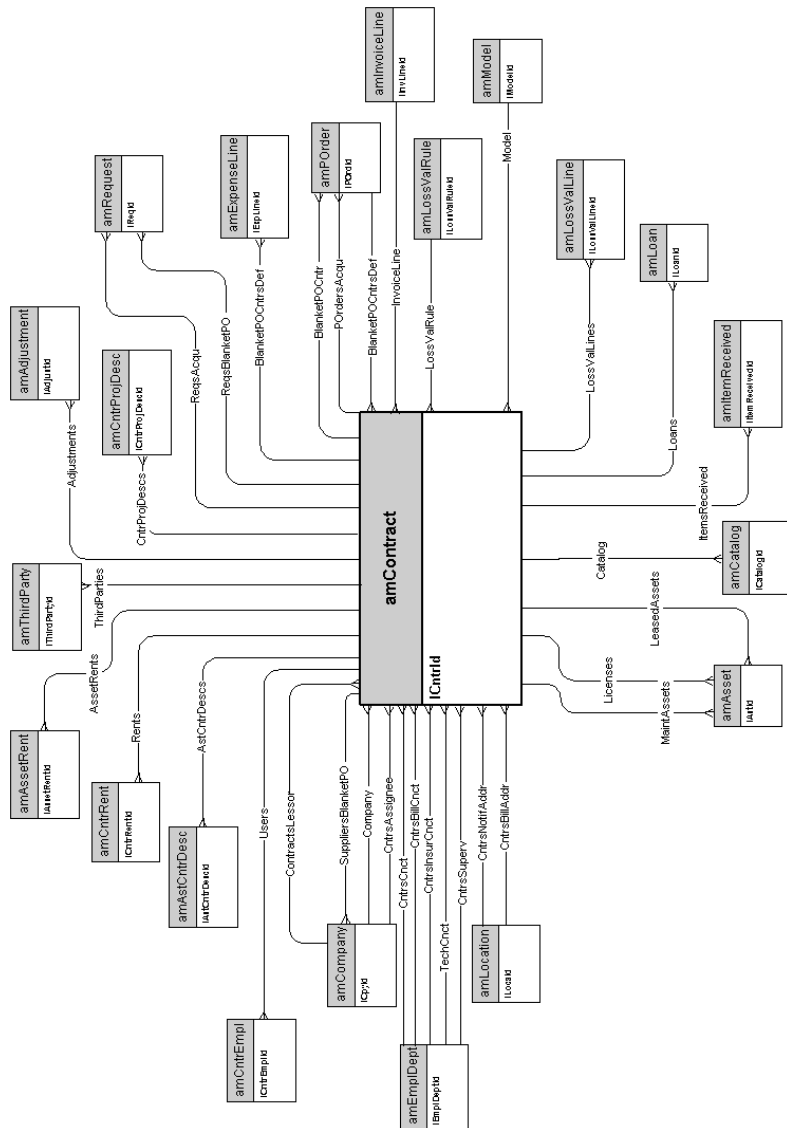 amThirdParty
lThirdPartyId
amAdjustment
lAdjustId
amCntrProjDesc
lCntrProjDescId
amRequest
lReqId
amExpenseLine
lExpLineId
amPOrder
lPOrdId
amInvoiceLine
lInvLineId
amLossValRule
lLossValRuleId
amModel
lModelId
amLossValLine
lLossValLineId
amLoan
lLoanId
amItemReceived
lItemReceivedId
amCatalog
lCatalogId
amAsset
lAstId
amLocation
lLocaId
amEmplDept
lEmplDeptId
amCompany
lCpyId
amCntrEmpl
lCntrEmplId
amAstCntrDesc
lAstCntrDescId
amCntrRent
lCntrRentId
amAssetRent
lAssetRentId
amContract
lCntrId
ThirdParties
Adjustments
CntrProjDescs
ReqsAcqu
ReqsBlanketPO
BlanketPOCntrsDef
BlanketPOCntr
POrdersAcqu
BlanketPOCntrsDef
InvoiceLine
LossValRule
Model
LossValLines
Loans
ItemsReceived
Catalog
LeasedAssets
Licenses
MaintAssets
CntrsBillAddr
CntrsNotifAddr
CntrsSuperv
TechCnct
CntrsInsurCnct
CntrsBillCnct
CntrsCnct
CntrsAssignee
Company
SuppliersBlanketPO
ContractsLessor
Users
AstCntrDescs
Rents
AssetRents